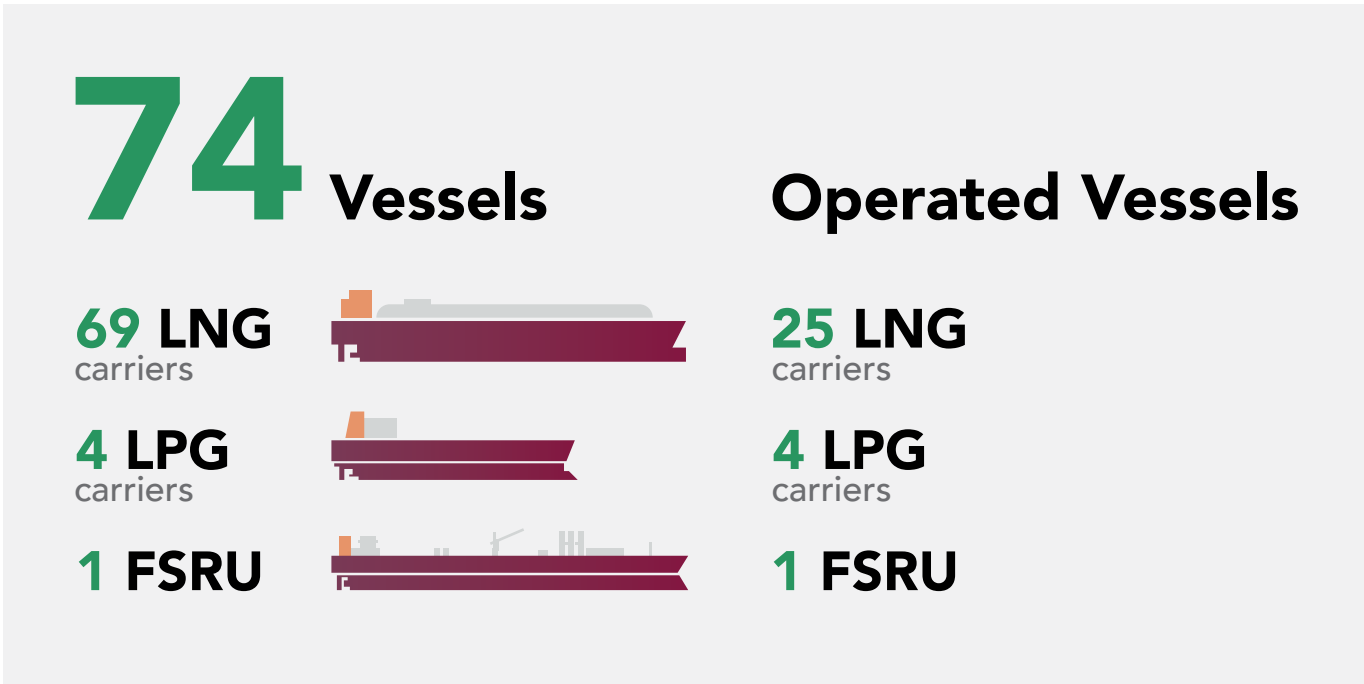 74 Vessels
69 LNG
carriers
4 LPG
carriers
1 FSRU
Operated Vessels
25 LNG
carriers
4 LPG
carriers
1 FSRU